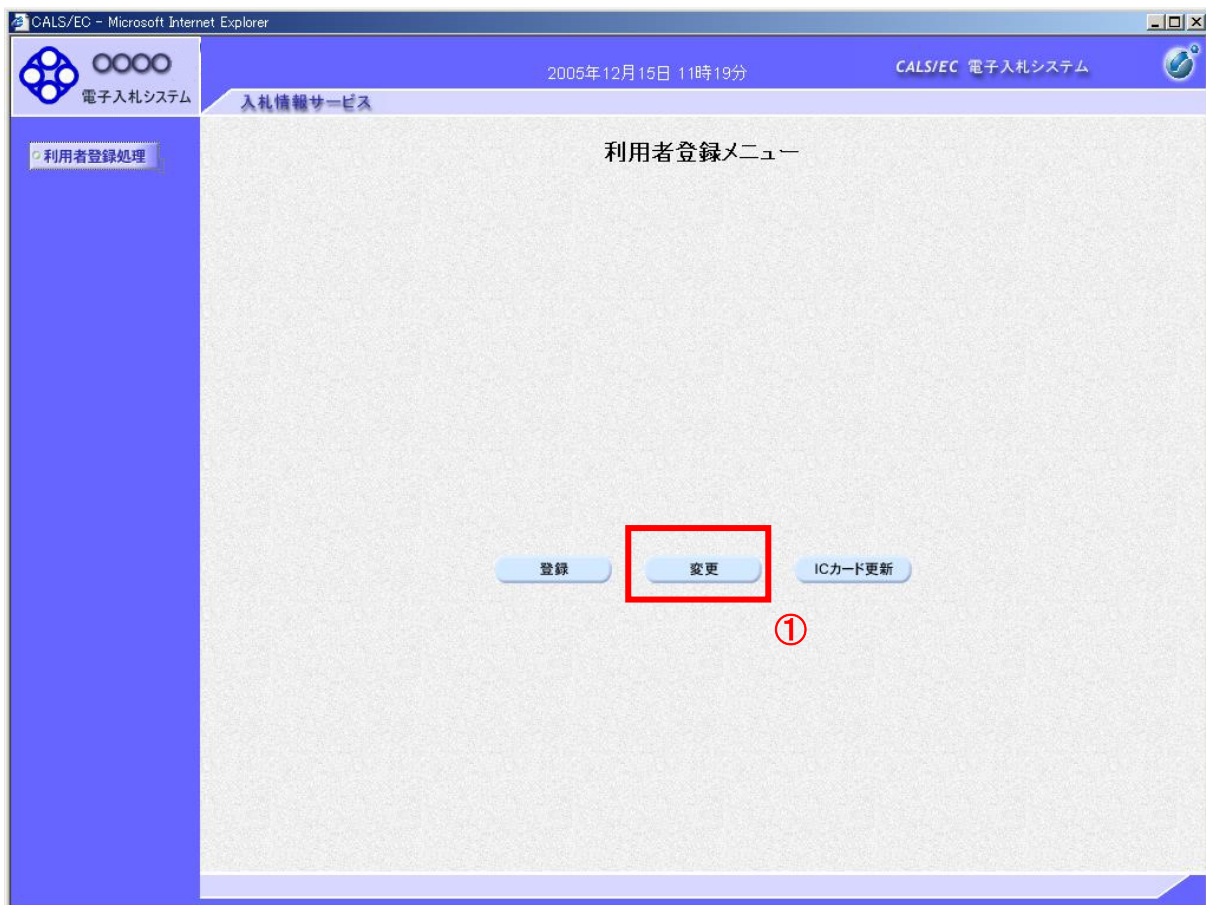 CALS/EC - Microsoft Internet Explorer
○○○○
電子入札システム
2005年12月15日 11時19分
CALS/EC 電子入札システム
入札情報サービス
利用者登録処理
利用者登録メニュー
登録
変更
ICカード更新
①